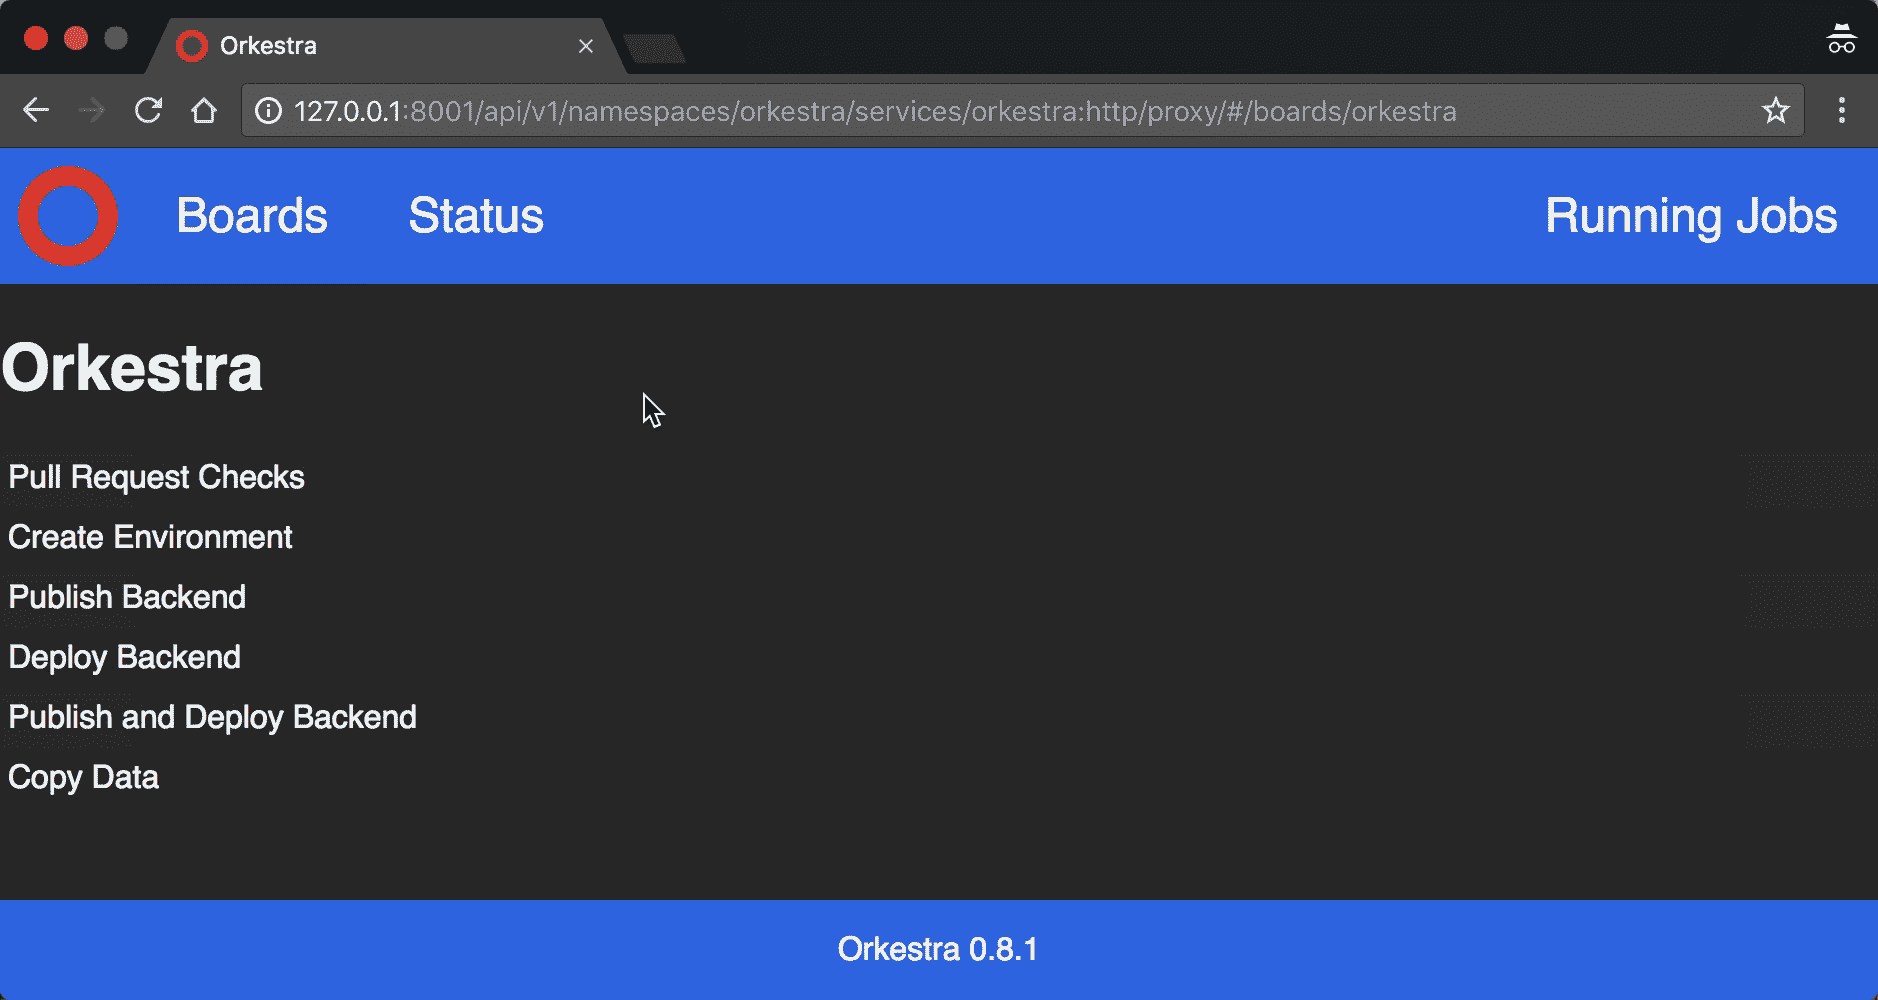 Orkestra
127.0.0.1:8001/api/v1/namespaces/orkestra/services/orkestra:http/proxy/#/boards/orkestra
Boards Status Running Jobs
Orkestra
Pull Request Checks
Create Environment
Publish Backend
Deploy Backend
Publish and Deploy Backend
Copy Data
Orkestra 0.8.1